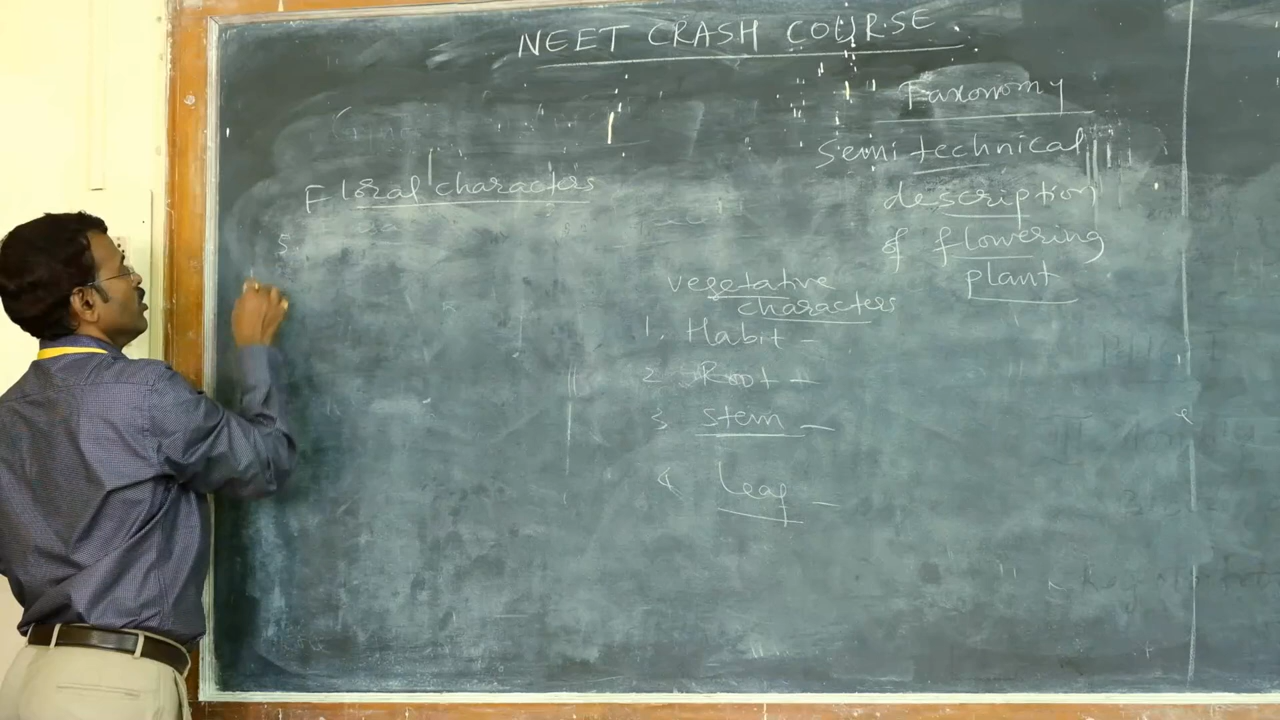 NEET CRASH COURSE.
Taxonomy
Semi technical
description
of flowering
plant
Floral characters
vegetative
characters
1. Habit -
2 Root -
3 stem -
4 Leaf -